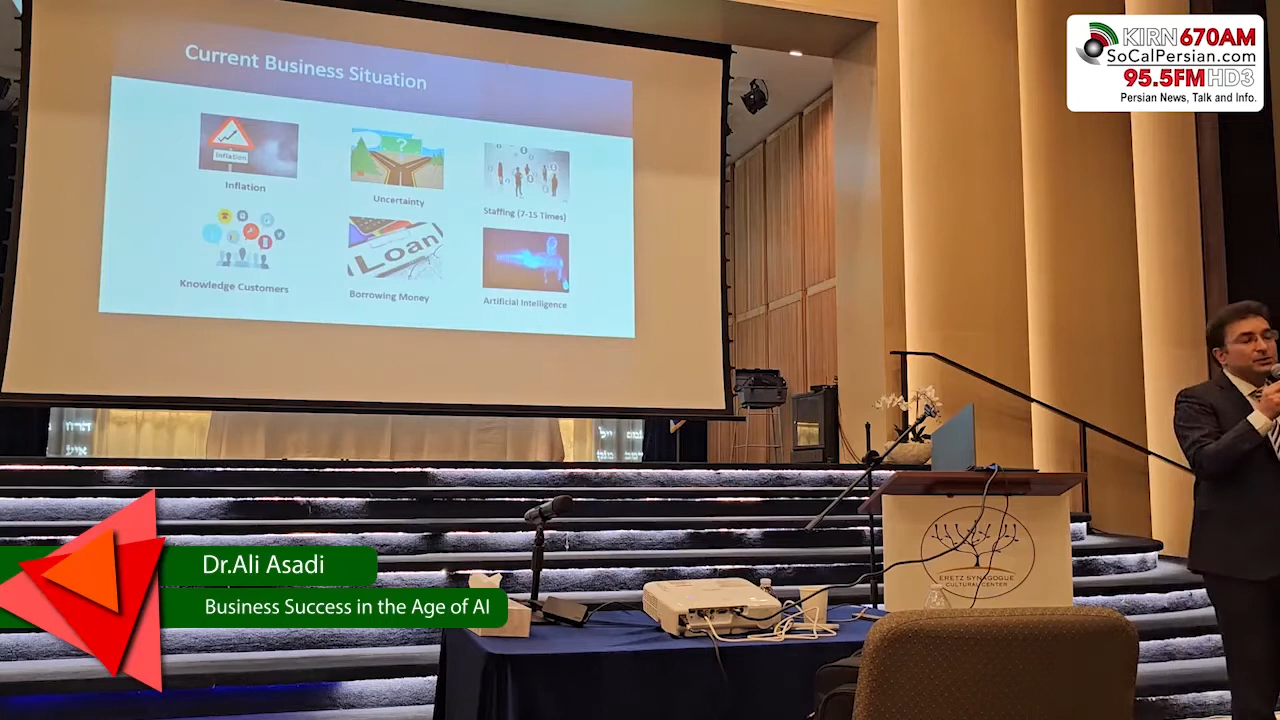 Current Business Situation
Inflation
Inflation
?
Uncertainty
Staffing (7-15 Times)
Knowledge Customers
Loan
Borrowing Money
Artificial Intelligence
KIRN 670AM
SoCalPersian.com
95.5FM HD3
Persian News, Talk and Info.
ERETZ SYNAGOGUE
CULTURAL CENTER
Dr.Ali Asadi
Business Success in the Age of AI